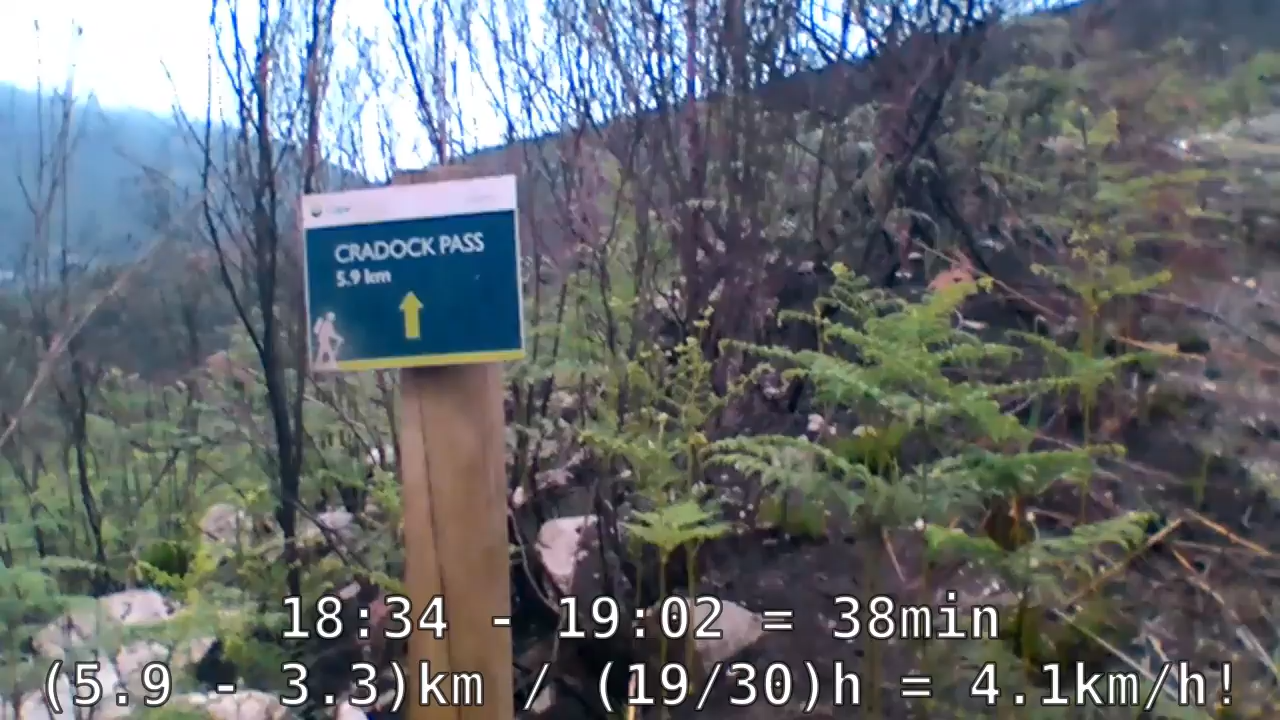 CRADOCK PASS
5.9 km
18:34 - 19:02 = 38min
(5.9 - 3.3)km / (19/30)h = 4.1km/h!